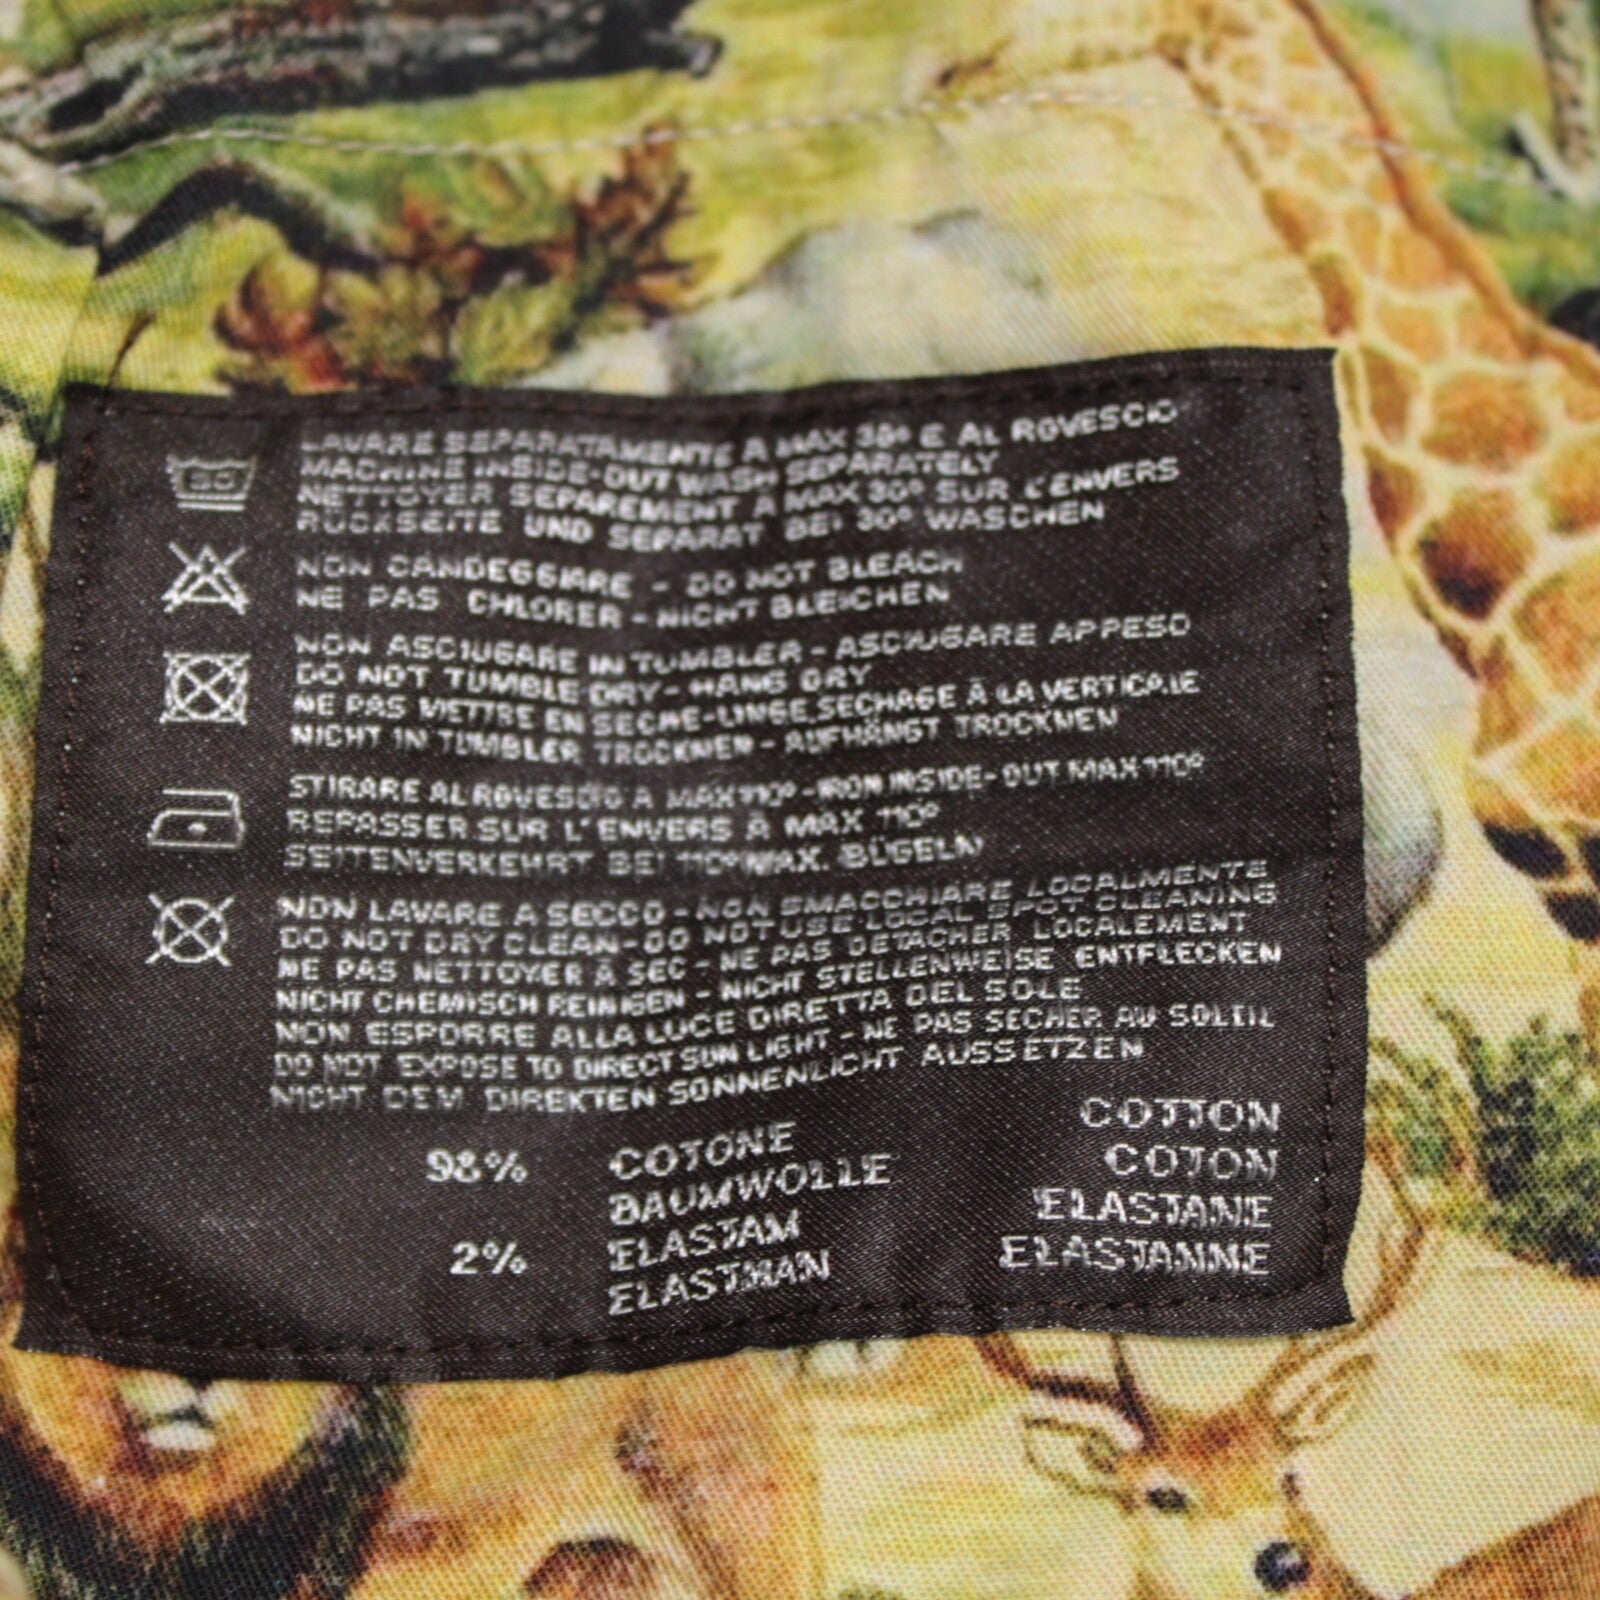 30
LAVARE SEPARATAMENTE A MAX 30° E AL ROVESCIO
MACHINE INSIDE-OUT WASH SEPARATELY
NETTOYER SEPAREMENT A MAX 30° SUR L'ENVERS
RÜCKSEITE UND SEPARAT BEI 30° WASCHEN
NON CANDEGGIARE - DO NOT BLEACH
NE PAS CHLORER - NICHT BLEICHEN
NON ASCIUGARE IN TUMBLER - ASCIUGARE APPESO
DO NOT TUMBLE DRY - HANG DRY
NE PAS METTRE EN SECHE-LINGE, SECHAGE À LA VERTICALE
NICHT IN TUMBLER TROCKNEN - AUFHÄNGT TROCKNEN
STIRARE AL ROVESCIO A MAX 110° - IRON INSIDE-OUT MAX 110°
REPASSER SUR L'ENVERS À MAX 110°
SEITENVERKEHRT BEI 110° MAX. BÜGELN
NON LAVARE A SECCO - NON SMACCHIARE LOCALMENTE
DO NOT DRY CLEAN - DO NOT USE LOCAL SPOT CLEANING
NE PAS NETTOYER À SEC - NE PAS DETACHER LOCALEMENT
NICHT CHEMISCH REINIGEN - NICHT STELLENWEISE ENTFLECKEN
NON ESPORRE ALLA LUCE DIRETTA DEL SOLE
DO NOT EXPOSE TO DIRECT SUN LIGHT - NE PAS SECHER AU SOLEIL
NICHT DEM DIREKTEN SONNENLICHT AUSSETZEN
98% COTONE COTTON
BAUMWOLLE COTON
2% ELASTAM ELASTANE
ELASTMAN ELASTANNE